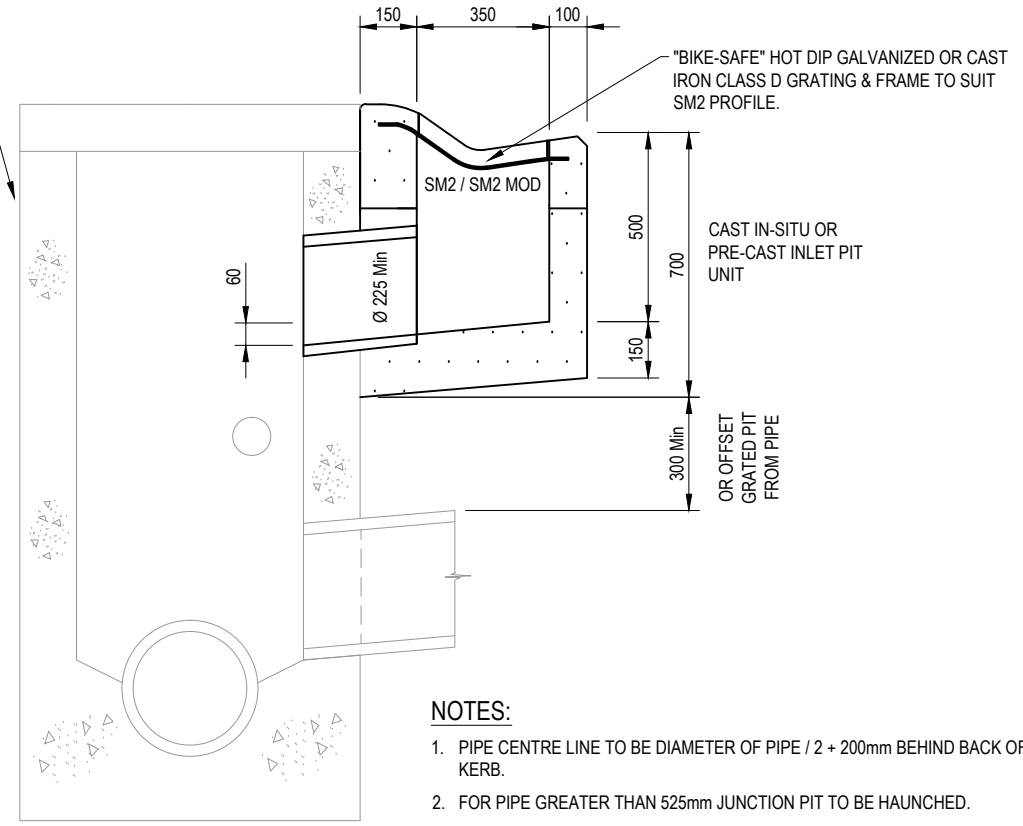 150 350 100
"BIKE-SAFE" HOT DIP GALVANIZED OR CAST
IRON CLASS D GRATING & FRAME TO SUIT
SM2 PROFILE.
SM2 / SM2 MOD
500
700
CAST IN-SITU OR
PRE-CAST INLET PIT
UNIT
60
Ø 225 Min
150
300 Min
OR OFFSET
GRATED PIT
FROM PIPE
NOTES:
1. PIPE CENTRE LINE TO BE DIAMETER OF PIPE / 2 + 200mm BEHIND BACK OF
KERB.
2. FOR PIPE GREATER THAN 525mm JUNCTION PIT TO BE HAUNCHED.